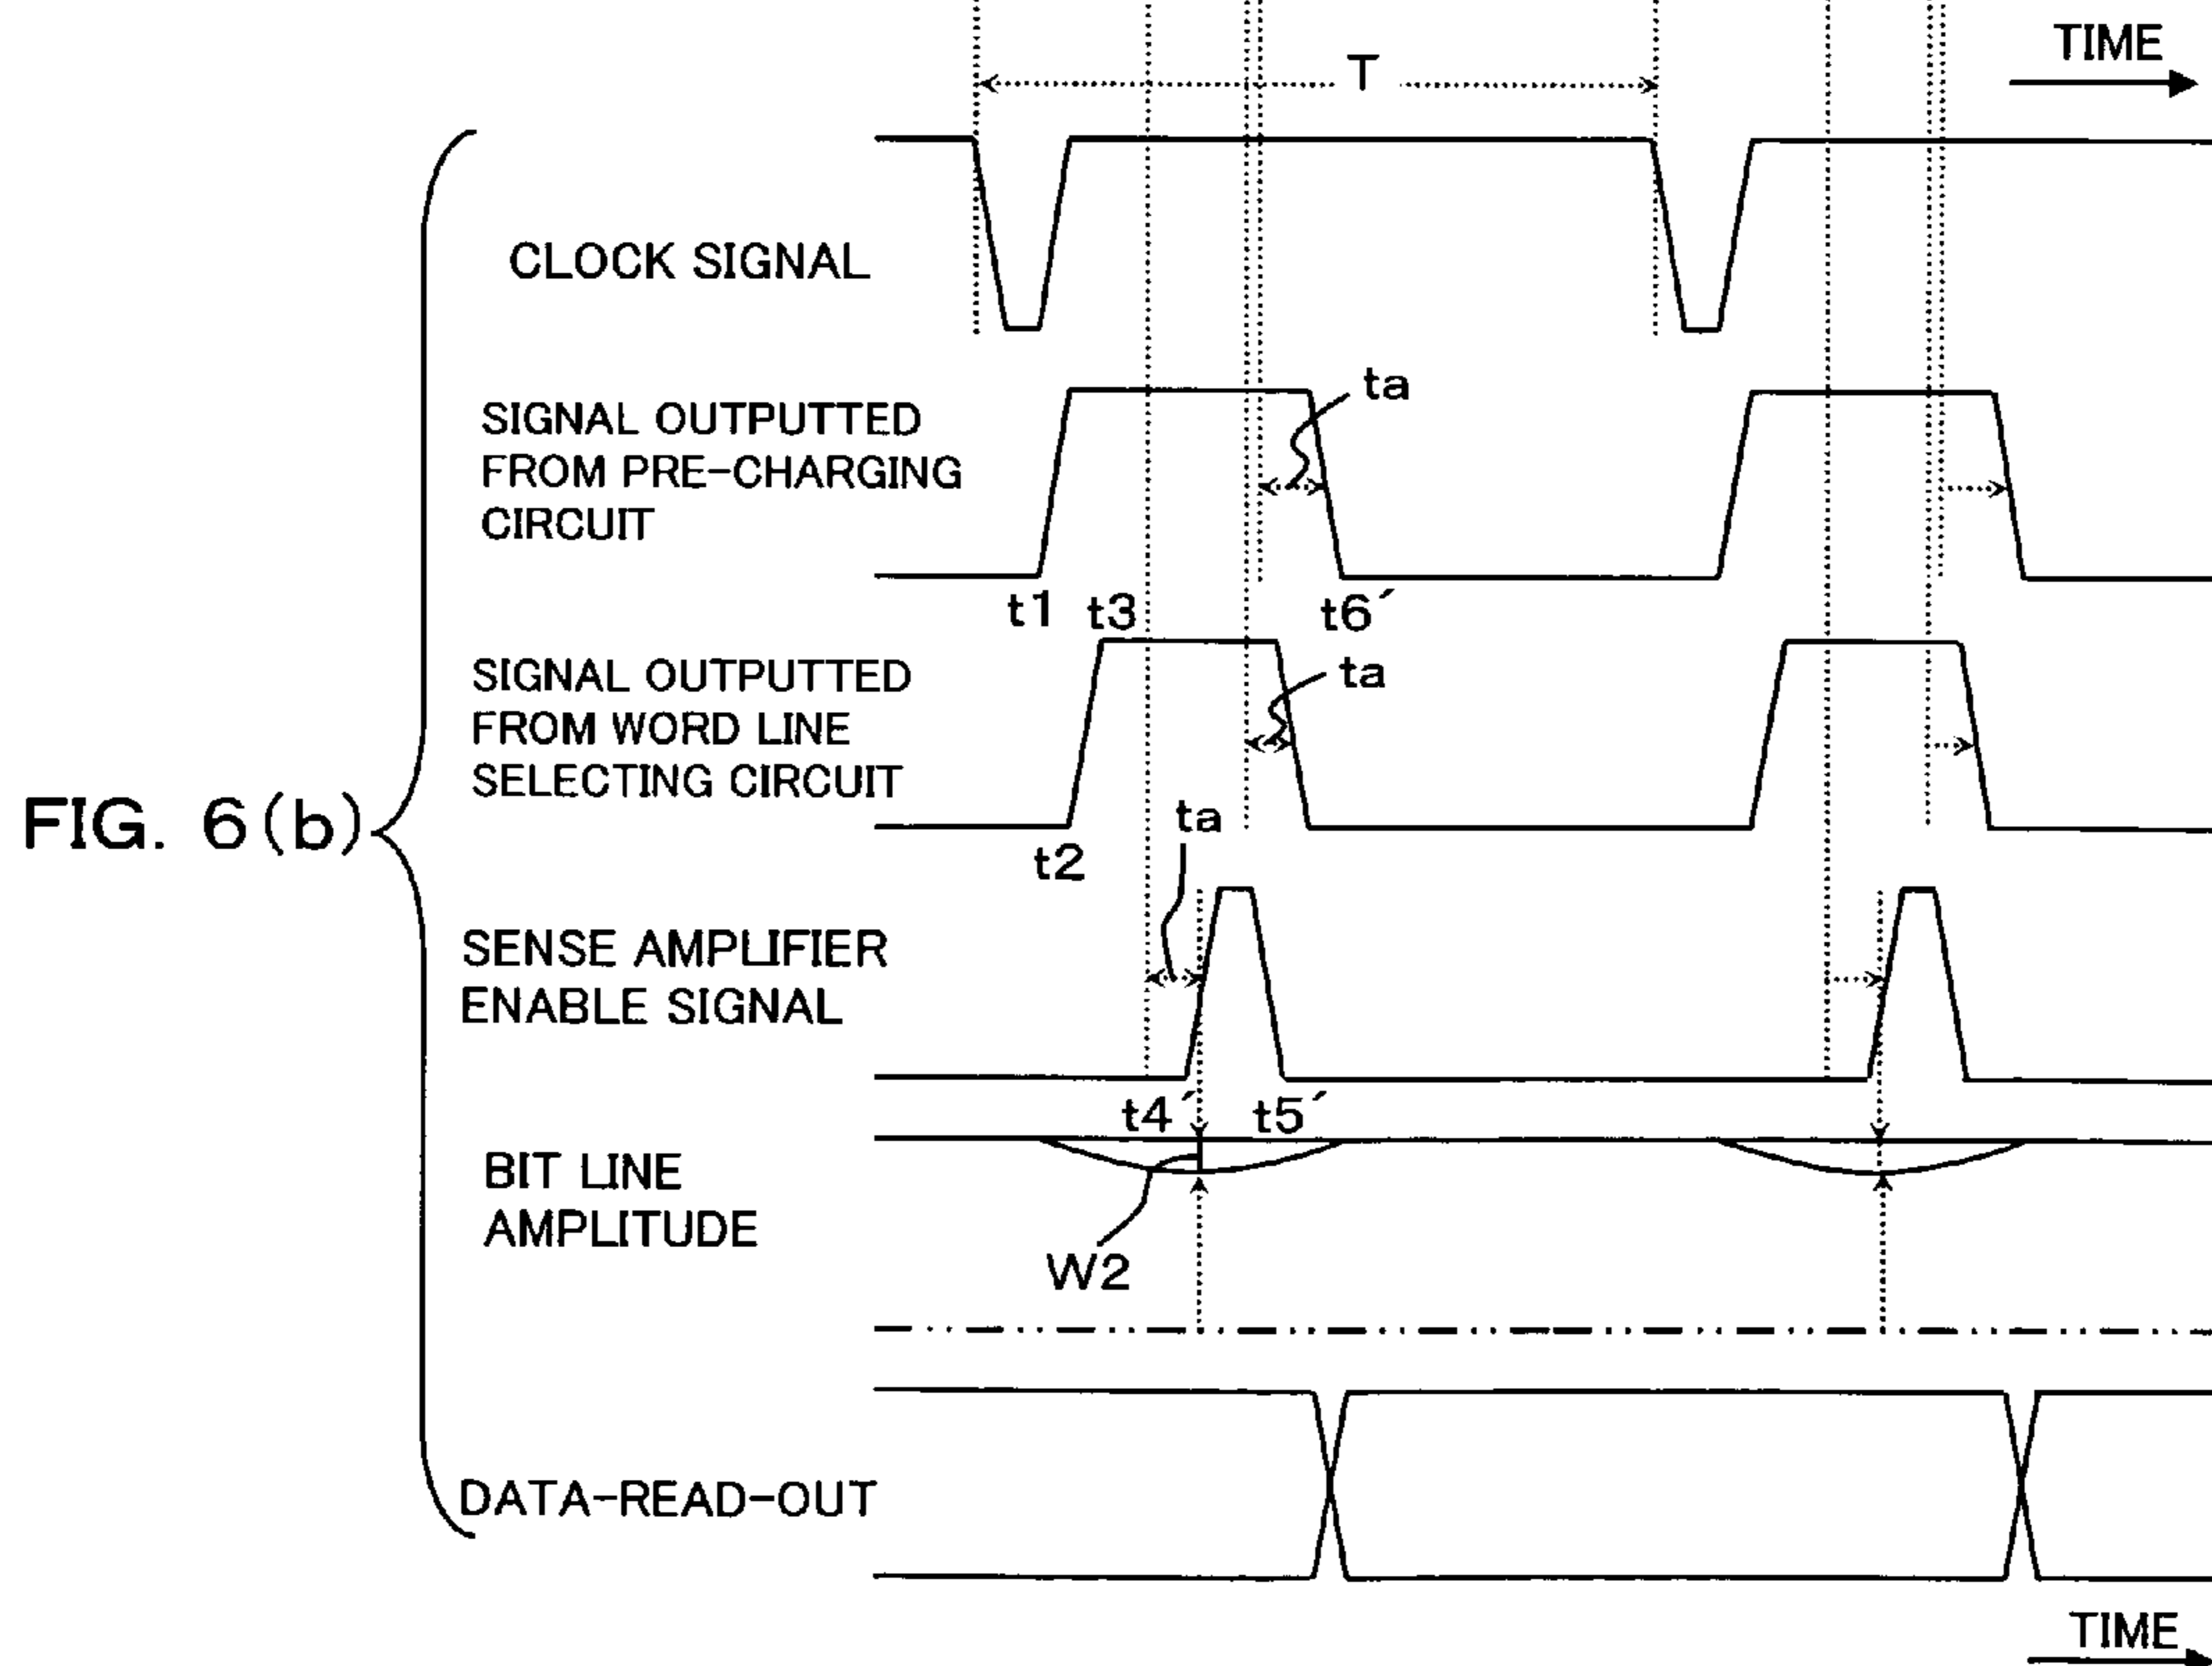 TIME
T
CLOCK SIGNAL
ta
SIGNAL OUTPUTTED
FROM PRE-CHARGING
CIRCUIT
t1 t3 t6´
SIGNAL OUTPUTTED
FROM WORD LINE
SELECTING CIRCUIT
ta
FIG. 6(b)
ta
t2
SENSE AMPLIFIER
ENABLE SIGNAL
t4´ t5´
BIT LINE
AMPLITUDE
W2
DATA-READ-OUT
TIME